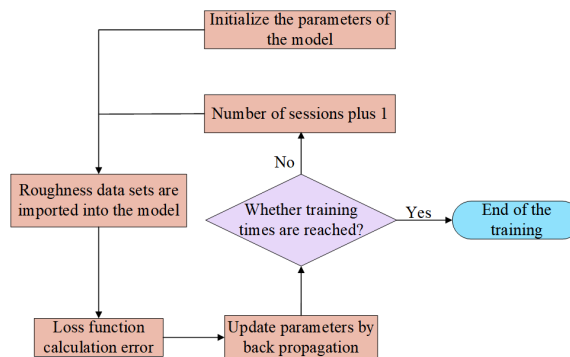 Initialize the parameters of
the model
Number of sessions plus 1
No
Roughness data sets are
imported into the model
Whether training
times are reached?
Yes
End of the
training
Loss function
calculation error
Update parameters by
back propagation